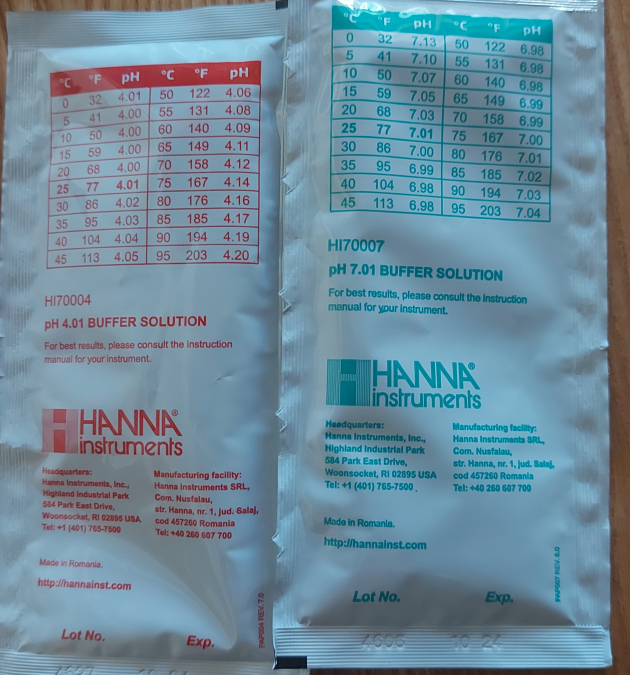 °C °F pH °C °F pH
0 32 4.01 50 122 4.06
5 41 4.00 55 131 4.08
10 50 4.00 60 140 4.09
15 59 4.00 65 149 4.11
20 68 4.00 70 158 4.12
25 77 4.01 75 167 4.14
30 86 4.02 80 176 4.16
35 95 4.03 85 185 4.17
40 104 4.04 90 194 4.19
45 113 4.05 95 203 4.20
HI70004
pH 4.01 BUFFER SOLUTION
For best results, please consult the instruction
manual for your instrument.
HANNA®
instruments
Headquarters:
Hanna Instruments, Inc.,
Highland Industrial Park
584 Park East Drive,
Woonsocket, RI 02895 USA
Tel: +1 (401) 765-7500
Manufacturing facility:
Hanna Instruments SRL,
Com. Nusfalau,
str. Hanna, nr. 1, jud. Salaj,
cod 457260 Romania
Tel: +40 260 607 700
Made in Romania.
http://hannainst.com
PAP004 REV. 7.0
Lot No. Exp.
°C °F pH °C °F pH
0 32 7.13 50 122 6.98
5 41 7.10 55 131 6.98
10 50 7.07 60 140 6.98
15 59 7.05 65 149 6.99
20 68 7.03 70 158 6.99
25 77 7.01 75 167 7.00
30 86 7.00 80 176 7.01
35 95 6.99 85 185 7.02
40 104 6.98 90 194 7.03
45 113 6.98 95 203 7.04
HI70007
pH 7.01 BUFFER SOLUTION
For best results, please consult the instruction
manual for your instrument.
HANNA®
instruments
Headquarters:
Hanna Instruments, Inc.,
Highland Industrial Park
584 Park East Drive,
Woonsocket, RI 02895 USA
Tel: +1 (401) 765-7500
Manufacturing facility:
Hanna Instruments SRL,
Com. Nusfalau,
str. Hanna, nr. 1, jud. Salaj,
cod 457260 Romania
Tel: +40 260 607 700
Made in Romania.
http://hannainst.com
PAP007 REV. 8.0
Lot No. Exp.
4606 10 24